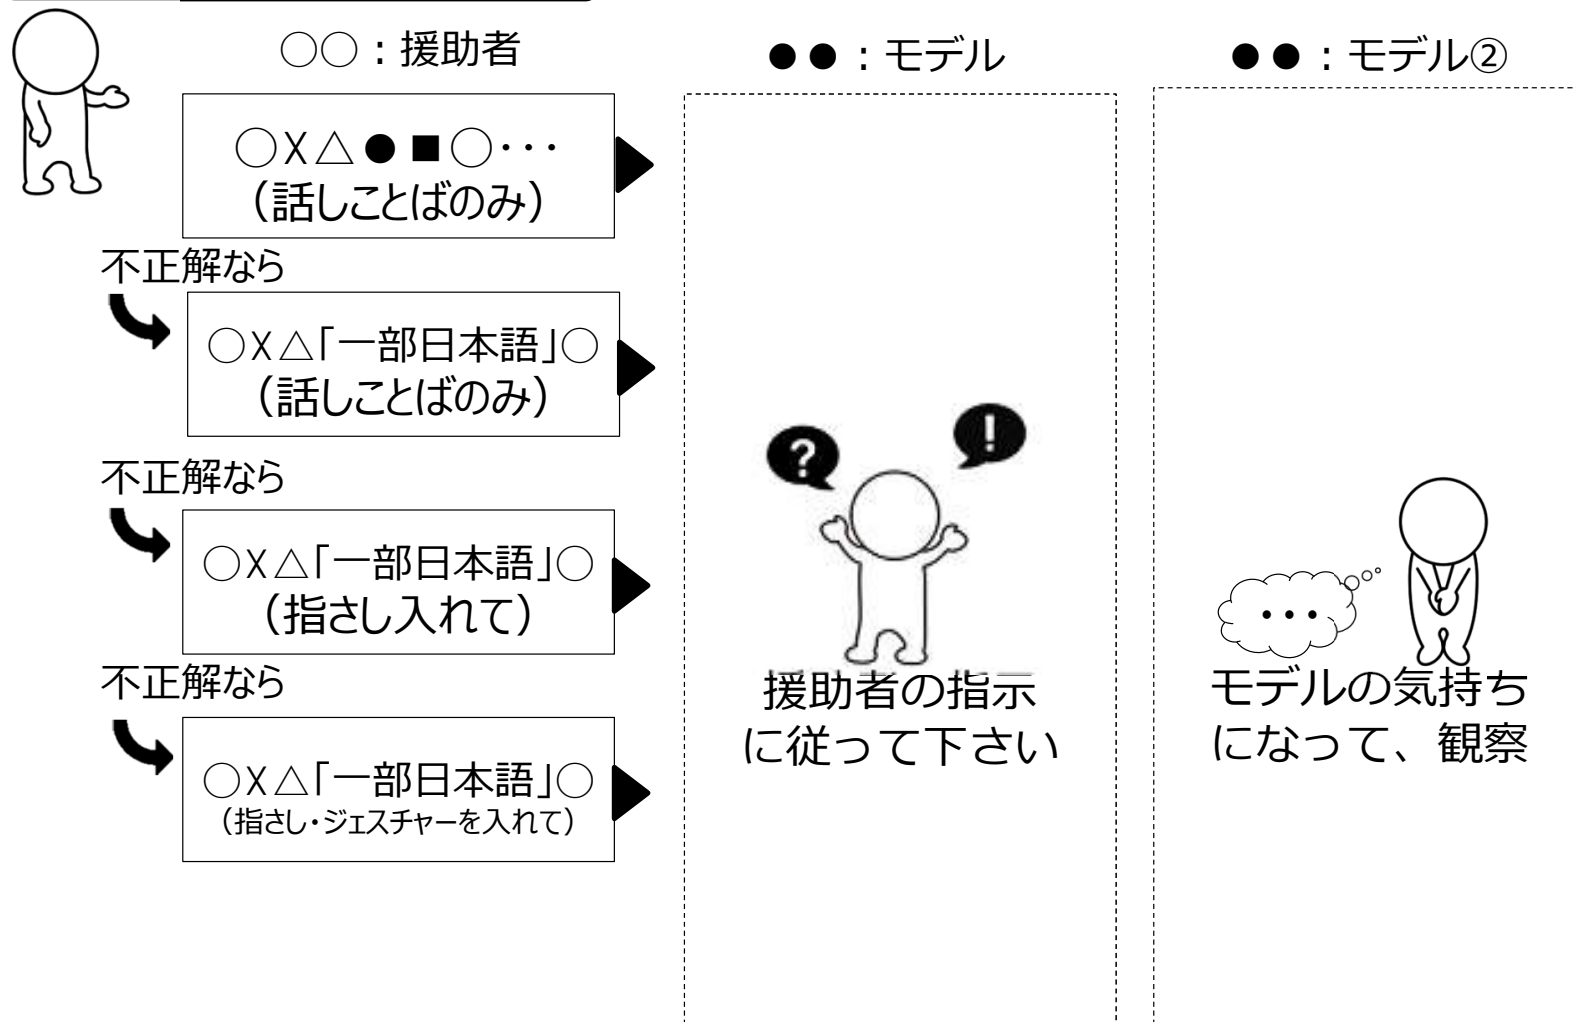 ○○：援助者
○X△●■○･･･
（話しことばのみ）
不正解なら
○X△「一部日本語」○
（話しことばのみ）
不正解なら
○X△「一部日本語」○
（指さし入れて）
不正解なら
○X△「一部日本語」○
（指さし・ジェスチャーを入れて）
●●：モデル
?
!
援助者の指示
に従って下さい
●●：モデル②
･･･
モデルの気持ち
になって、観察